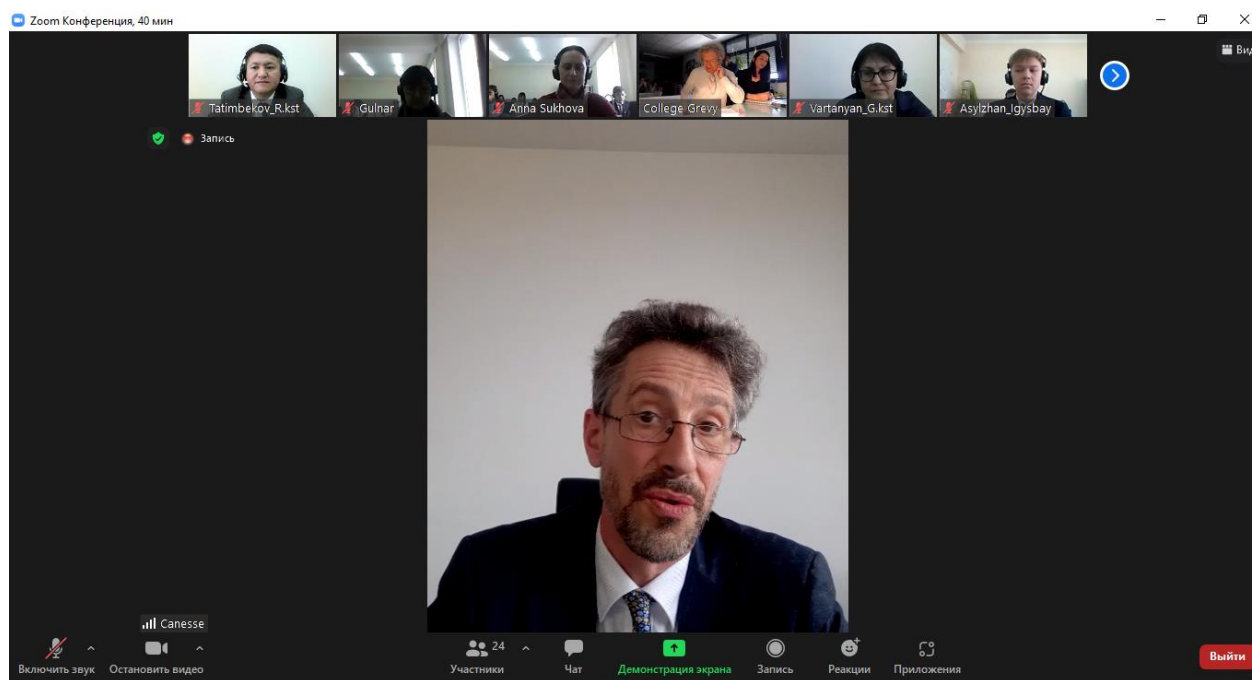 Zoom Конференция, 40 мин
Tatimbekov_R.kst
Gulnar
Anna Sukhova
College Grevy
Vartanyan_G.kst
Asylzhan_Igysbay
Запись
Canesse
24
Включить звук
Остановить видео
Участники
Чат
Демонстрация экрана
Запись
Реакции
Приложения
Выйти